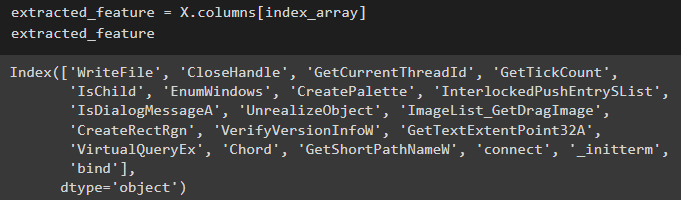 extracted_feature = X.columns[index_array]
extracted_feature
Index(['WriteFile', 'CloseHandle', 'GetCurrentThreadId', 'GetTickCount',
'IsChild', 'EnumWindows', 'CreatePalette', 'InterlockedPushEntrySList',
'IsDialogMessageA', 'UnrealizeObject', 'ImageList_GetDragImage',
'CreateRectRgn', 'VerifyVersionInfoW', 'GetTextExtentPoint32A',
'VirtualQueryEx', 'Chord', 'GetShortPathNameW', 'connect', '_initterm',
'bind'],
dtype='object')